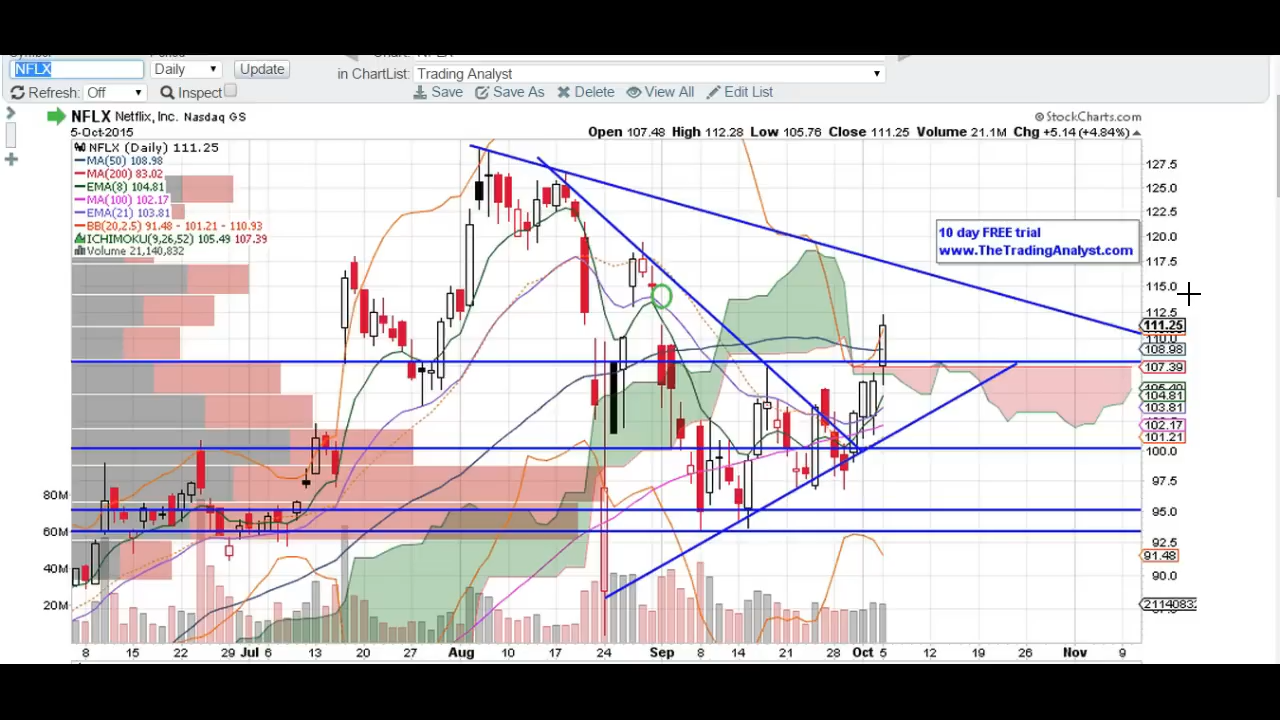 NFLX Daily Update in ChartList: Trading Analyst
Refresh: Off Inspect Save Save As Delete View All Edit List
NFLX Netflix, Inc. Nasdaq GS © StockCharts.com
5-Oct-2015 Open 107.48 High 112.28 Low 105.76 Close 111.25 Volume 21.1M Chg +5.14 (+4.84%)
NFLX (Daily) 111.25
MA(50) 108.98
MA(200) 83.02
EMA(8) 104.81
MA(100) 102.17
EMA(21) 103.81
BB(20,2.5) 91.48 - 101.21 - 110.93
ICHIMOKU(9,26,52) 105.49 107.39
Volume 21,140,832
10 day FREE trial
www.TheTradingAnalyst.com
127.5
125.0
122.5
120.0
117.5
115.0
112.5
111.25
110.0
108.98
107.39
105.49
104.81
103.81
102.17
101.21
100.0
97.5
95.0
92.5
91.48
90.0
2114083
80M
60M
40M
20M
8 15 22 29 Jul 6 13 20 27 Aug 10 17 24 Sep 8 14 21 28 Oct 5 12 19 26 Nov 9